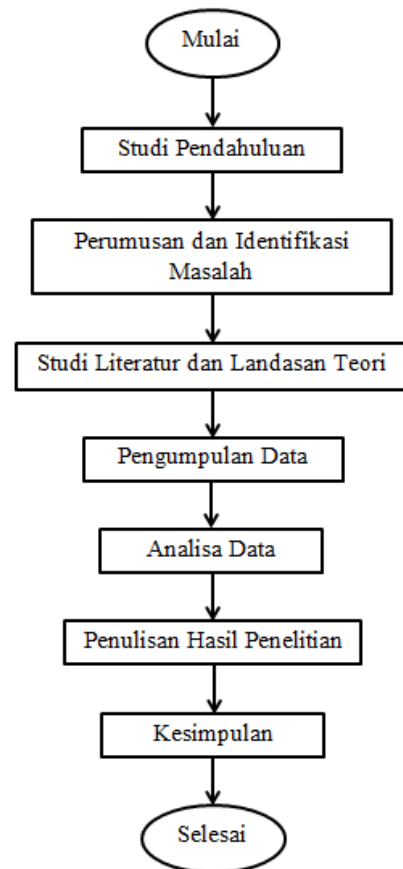 Mulai
Studi Pendahuluan
Perumusan dan Identifikasi
Masalah
Studi Literatur dan Landasan Teori
Pengumpulan Data
Analisa Data
Penulisan Hasil Penelitian
Kesimpulan
Selesai